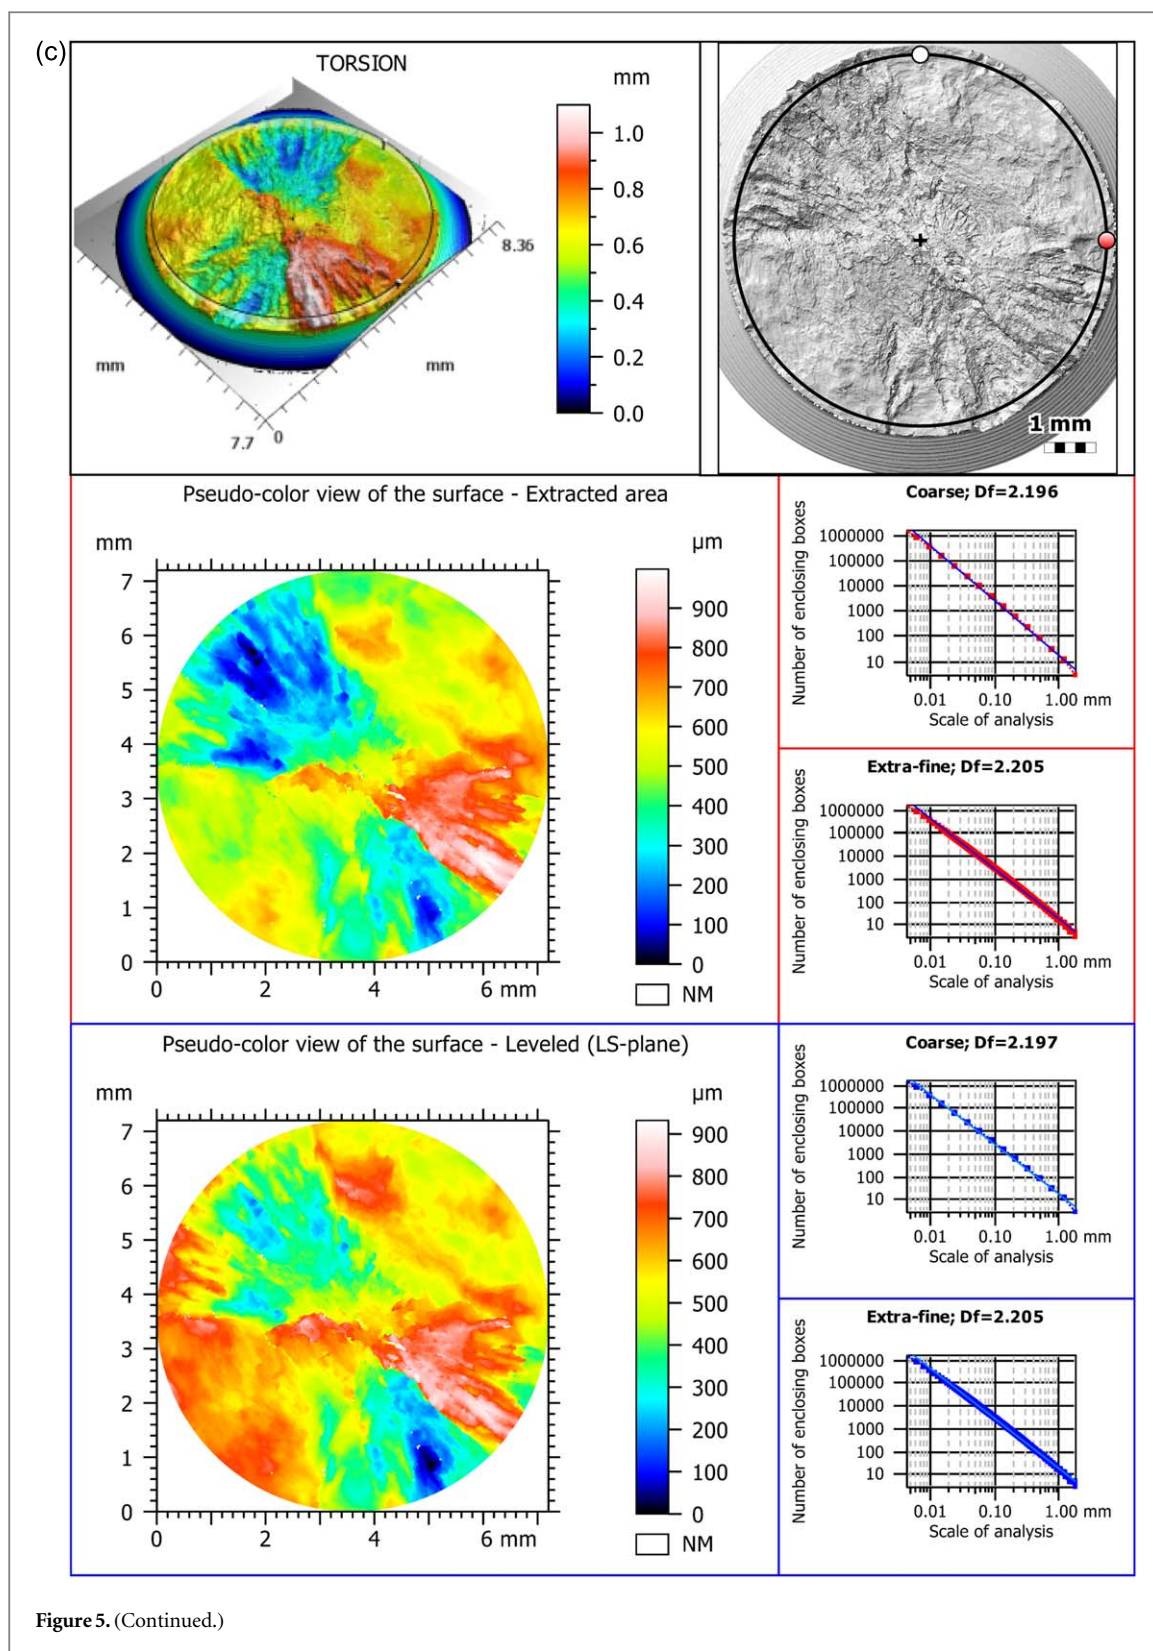 (c)
TORSION
mm
1.0
0.8
0.6
0.4
0.2
0.0
8.36
mm
mm
7.7
0
1 mm
Pseudo-color view of the surface - Extracted area
mm
7
6
5
4
3
2
1
0
0 2 4 6 mm
µm
900
800
700
600
500
400
300
200
100
0
NM
Coarse; Df=2.196
Number of enclosing boxes
1000000
100000
10000
1000
100
10
0.01 0.10 1.00 mm
Scale of analysis
Extra-fine; Df=2.205
Number of enclosing boxes
1000000
100000
10000
1000
100
10
0.01 0.10 1.00 mm
Scale of analysis
Pseudo-color view of the surface - Leveled (LS-plane)
mm
7
6
5
4
3
2
1
0
0 2 4 6 mm
µm
900
800
700
600
500
400
300
200
100
0
NM
Coarse; Df=2.197
Number of enclosing boxes
1000000
100000
10000
1000
100
10
0.01 0.10 1.00 mm
Scale of analysis
Extra-fine; Df=2.205
Number of enclosing boxes
1000000
100000
10000
1000
100
10
0.01 0.10 1.00 mm
Scale of analysis
Figure 5. (Continued.)